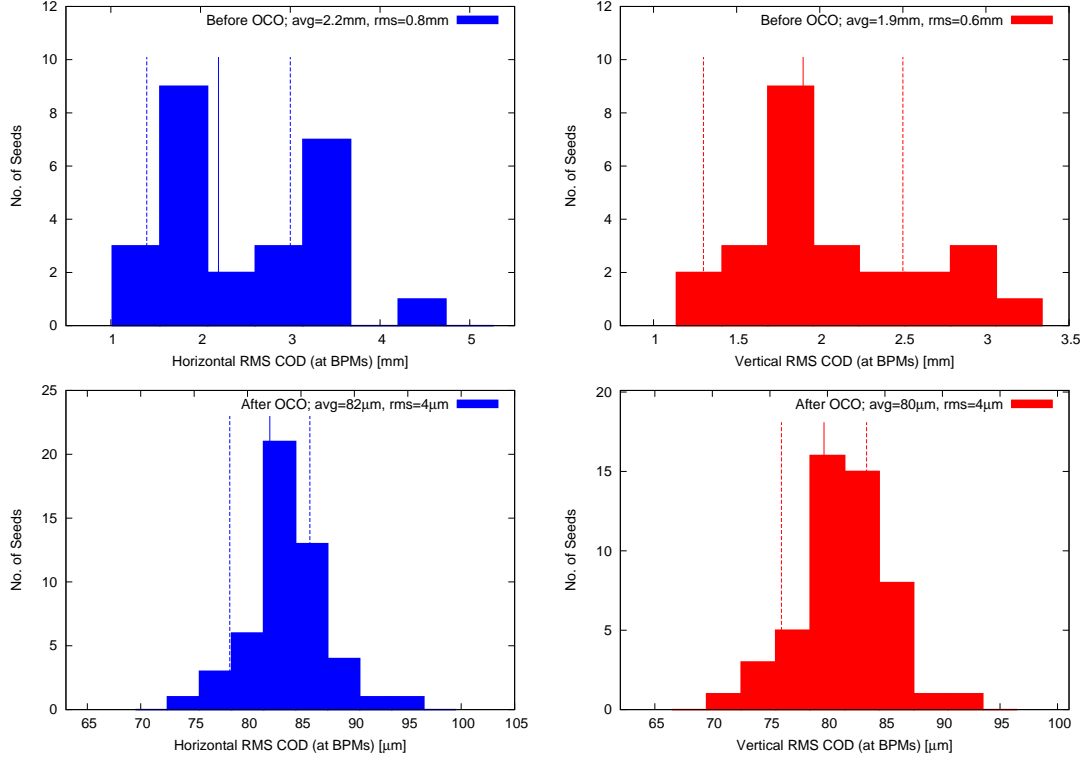 Before OCO; avg=2.2mm, rms=0.8mm
12
10
8
6
4
2
0
No. of Seeds
1 2 3 4 5
Horizontal RMS COD (at BPMs) [mm]
Before OCO; avg=1.9mm, rms=0.6mm
12
10
8
6
4
2
0
No. of Seeds
1 1.5 2 2.5 3 3.5
Vertical RMS COD (at BPMs) [mm]
After OCO; avg=82μm, rms=4μm
25
20
15
10
5
0
No. of Seeds
65 70 75 80 85 90 95 100 105
Horizontal RMS COD (at BPMs) [μm]
After OCO; avg=80μm, rms=4μm
20
15
10
5
0
No. of Seeds
65 70 75 80 85 90 95 100
Vertical RMS COD (at BPMs) [μm]